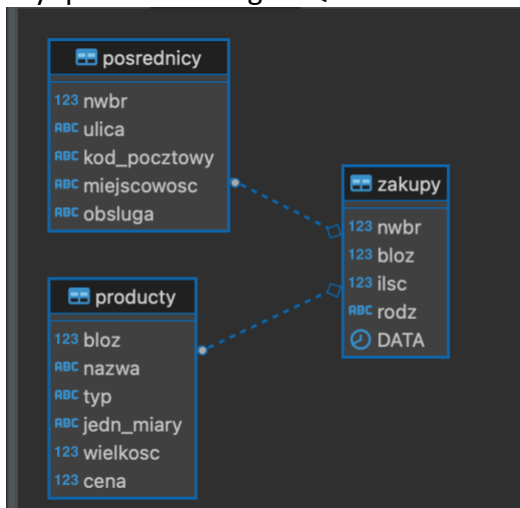 posrednicy
123 nwbr
ABC ulica
ABC kod_pocztowy
ABC miejscowosc
ABC obsluga
zakupy
123 nwbr
123 bloz
123 ilsc
ABC rodz
DATA
producty
123 bloz
ABC nazwa
ABC typ
ABC jedn_miary
123 wielkosc
123 cena